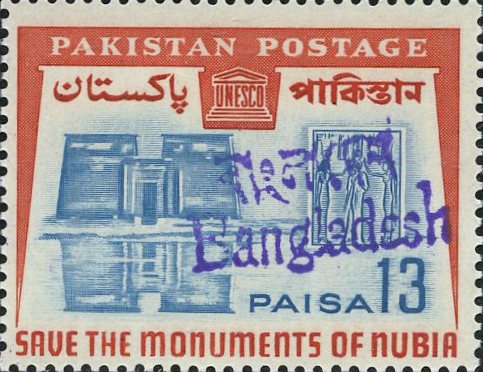 PAKISTAN POSTAGE
پاکستان UNESCO পাকিস্তান
বাংলাদেশ
Bangladesh
PAISA 13
SAVE THE MONUMENTS OF NUBIA